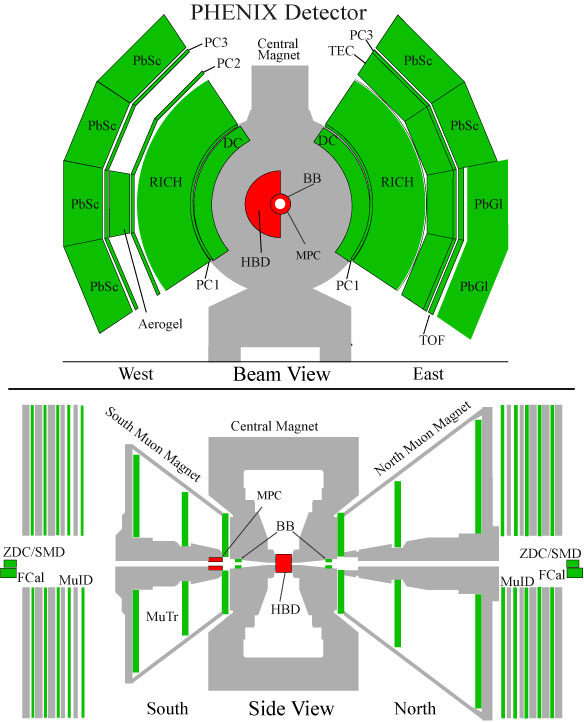 PHENIX Detector
Central
Magnet
PC3
PbSc
PC2
TEC
PC3
PbSc
PbSc
DC
DC
PbSc
RICH
BB
RICH
PbSc
PbGl
HBD
MPC
PbSc
PC1
PC1
PbGl
Aerogel
TOF
West
Beam View
East
South Muon Magnet
Central Magnet
North Muon Magnet
MPC
BB
ZDC/SMD
ZDC/SMD
FCal
MuID
MuID
FCal
MuTr
HBD
South
Side View
North